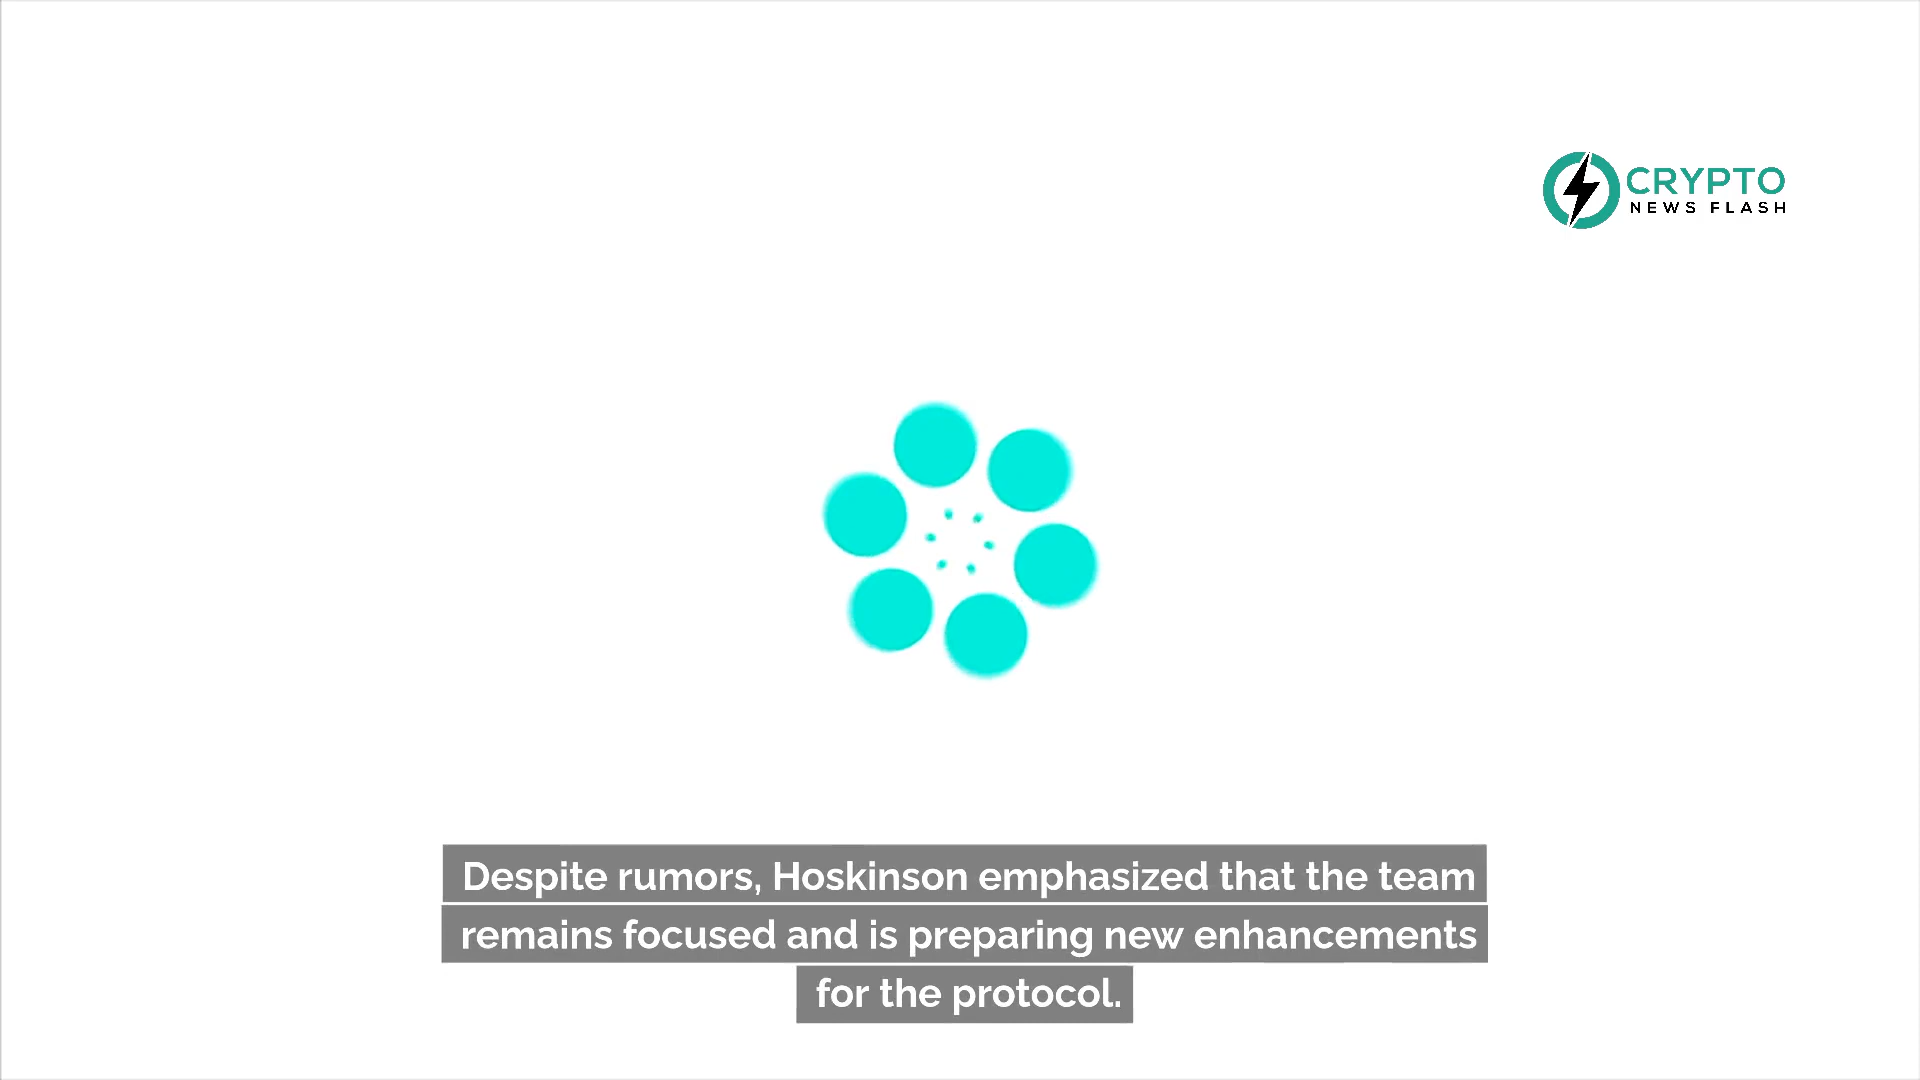 CRYPTO
NEWS FLASH
Despite rumors, Hoskinson emphasized that the team
remains focused and is preparing new enhancements
for the protocol.